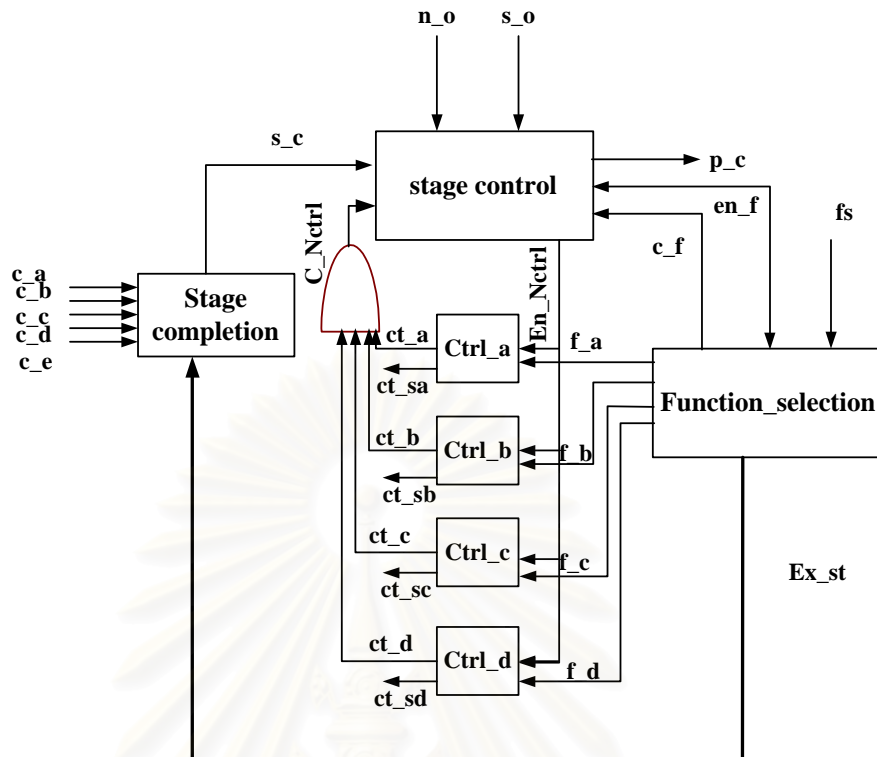 n_o
s_o
s_c
stage control
p_c
en_f
fs
C_Nctrl
c_f
c_a
c_b
c_c
c_d
c_e
Stage
completion
En_Nctrl
ct_a
Ctrl_a
f_a
ct_sa
Function_selection
ct_b
Ctrl_b
f_b
ct_sb
ct_c
Ctrl_c
f_c
Ex_st
ct_sc
ct_d
Ctrl_d
f_d
ct_sd